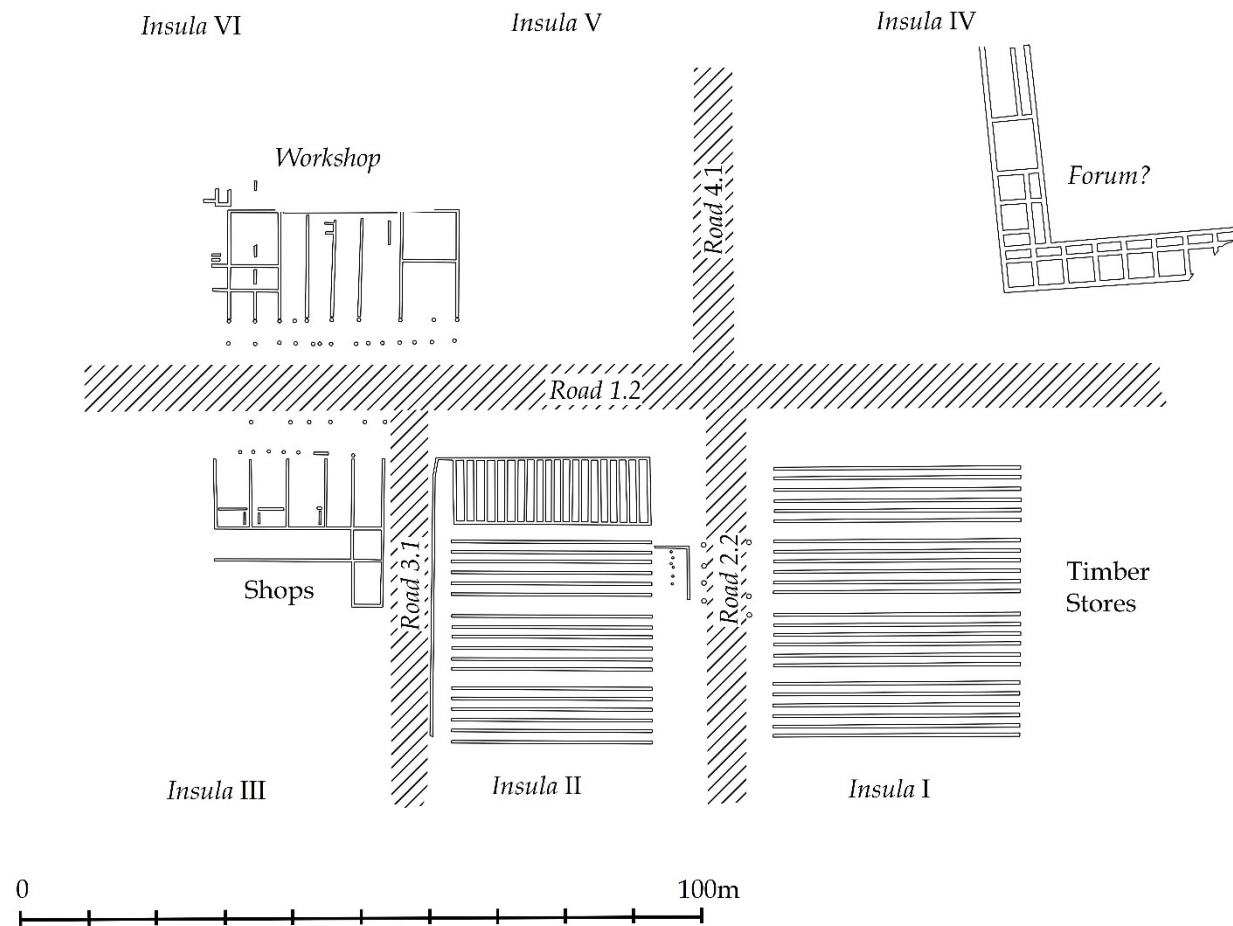 Insula VI
Insula V
Insula IV
Workshop
Road 4.1
Forum?
Road 1.2
Shops
Road 3.1
Road 2.2
Timber
Stores
Insula III
Insula II
Insula I
0
100m